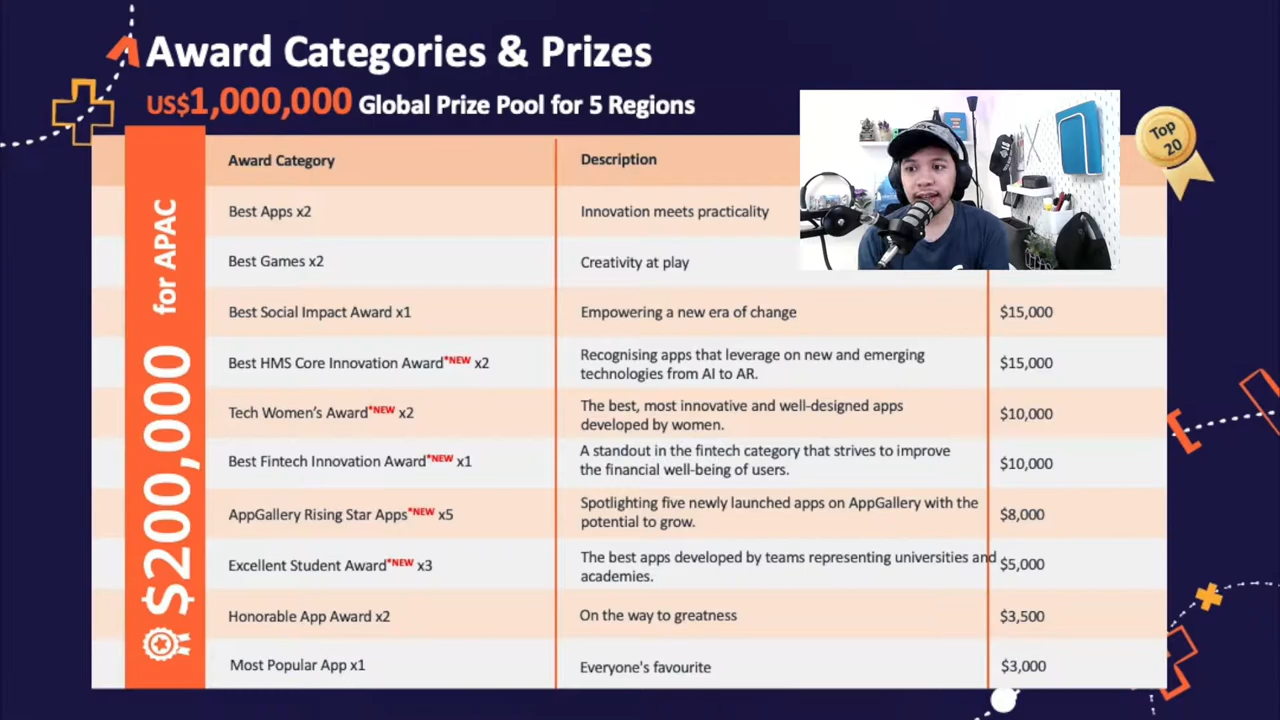 Award Categories & Prizes
US$1,000,000 Global Prize Pool for 5 Regions
Top
20
$200,000 for APAC
Award Category
Description
Best Apps x2
Innovation meets practicality
Best Games x2
Creativity at play
Best Social Impact Award x1
Empowering a new era of change
$15,000
Best HMS Core Innovation Award*NEW x2
Recognising apps that leverage on new and emerging
technologies from AI to AR.
$15,000
Tech Women's Award*NEW x2
The best, most innovative and well-designed apps
developed by women.
$10,000
Best Fintech Innovation Award*NEW x1
A standout in the fintech category that strives to improve
the financial well-being of users.
$10,000
AppGallery Rising Star Apps*NEW x5
Spotlighting five newly launched apps on AppGallery with the
potential to grow.
$8,000
Excellent Student Award*NEW x3
The best apps developed by teams representing universities and
academies.
$5,000
Honorable App Award x2
On the way to greatness
$3,500
Most Popular App x1
Everyone's favourite
$3,000